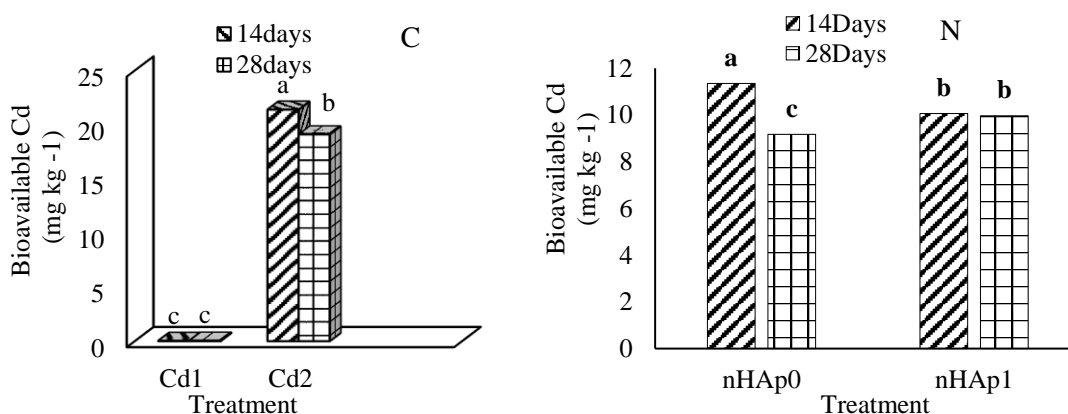 14days
28days
C
Bioavailable Cd
(mg kg -1)
25
20
15
10
5
0
a
b
c c
Cd1 Cd2
Treatment
14Days
28Days
N
Bioavailable Cd
(mg kg -1)
12
10
8
6
4
2
0
a
c
b b
nHAp0 nHAp1
Treatment